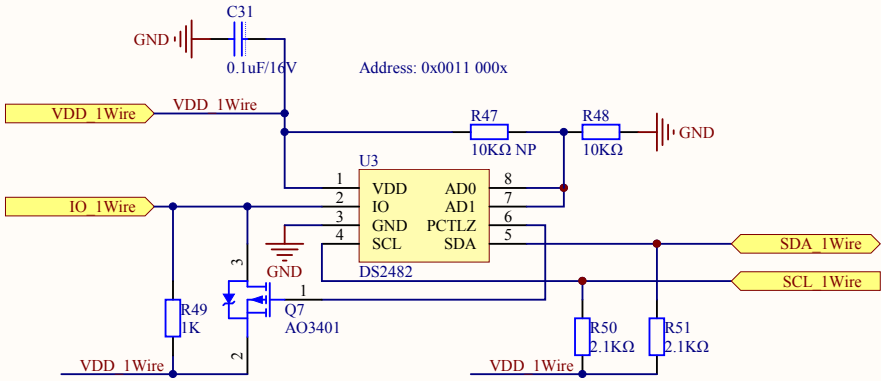 C31
GND
0.1uF/16V
Address: 0x0011 000x
VDD_1Wire
VDD_1Wire
R47
R48
10KΩ NP
10KΩ
GND
U3
1 VDD AD0 8
2 IO AD1 7
3 GND PCTLZ 6
4 SCL SDA 5
DS2482
IO_1Wire
GND
SDA_1Wire
SCL_1Wire
3
1
2
Q7
AO3401
R49
1K
VDD_1Wire
R50
2.1KΩ
R51
2.1KΩ
VDD_1Wire